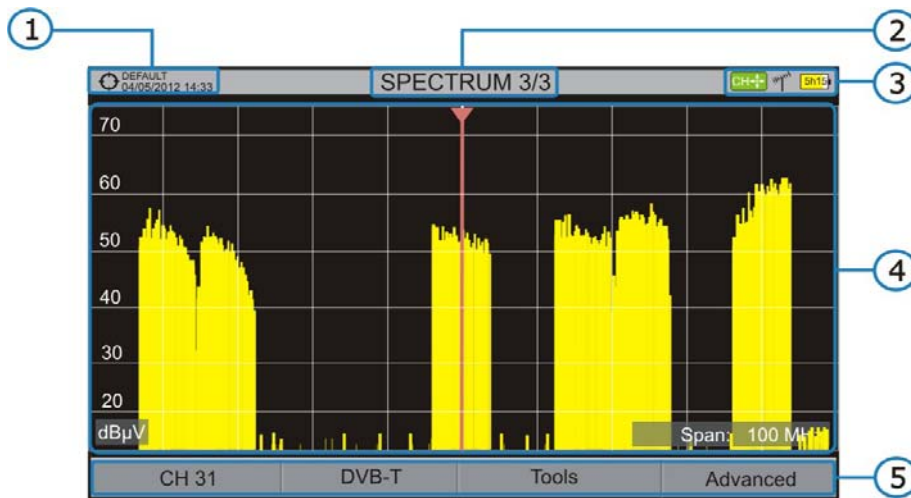 1
2
3
DEFAULT
04/05/2012 14:33
SPECTRUM 3/3
CH
5h15
70
60
50
40
30
20
dBµV
Span: 100 MHz
4
CH 31
DVB-T
Tools
Advanced
5